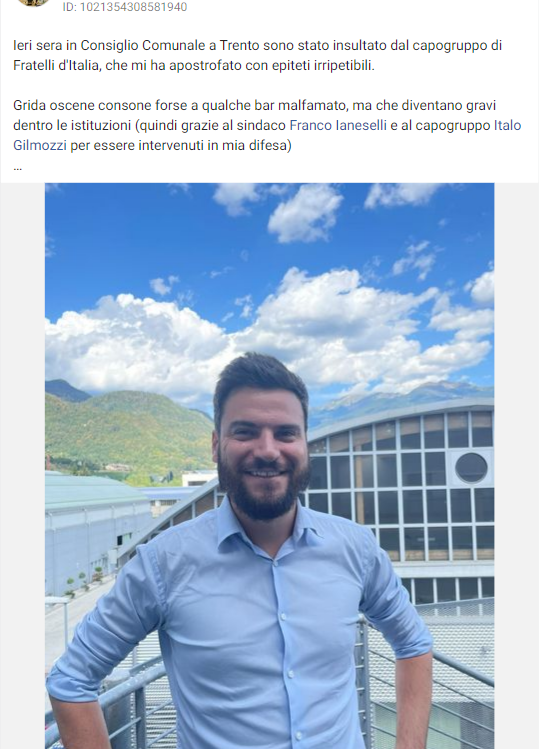 ID: 1021354308581940
Ieri sera in Consiglio Comunale a Trento sono stato insultato dal capogruppo di
Fratelli d'Italia, che mi ha apostrofato con epiteti irripetibili.
Grida oscene consone forse a qualche bar malfamato, ma che diventano gravi
dentro le istituzioni (quindi grazie al sindaco Franco Ianeselli e al capogruppo Italo
Gilmozzi per essere intervenuti in mia difesa)
...